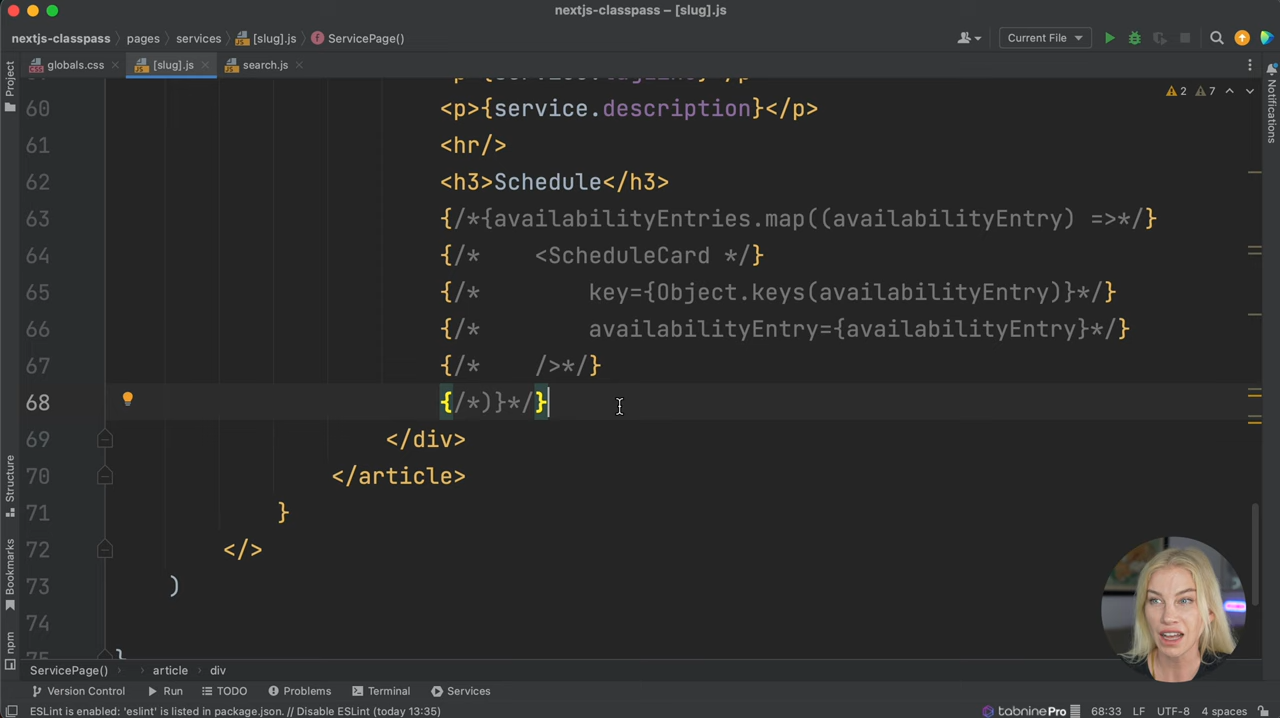 nextjs-classpass – [slug].js
nextjs-classpass
pages
services
[slug].js
ServicePage()
Current File
globals.css
[slug].js
search.js
2
7
Project
Notifications
60 <p>{service.description}</p>
61 <hr/>
62 <h3>Schedule</h3>
63 {/*{availabilityEntries.map((availabilityEntry) =>*/}
64 {/*    <ScheduleCard */}
65 {/*        key={Object.keys(availabilityEntry)}*/}
66 {/*        availabilityEntry={availabilityEntry}*/}
67 {/*    />*/}
68 {/*)}*/}
69 </div>
70 </article>
71 }
72 </>
73 )
74
75 }
Structure
Bookmarks
npm
ServicePage()
article
div
Version Control
Run
TODO
Problems
Terminal
Services
ESLint is enabled: 'eslint' is listed in package.json. // Disable ESLint (today 13:35)
tabninePro
68:33
LF
UTF-8
4 spaces